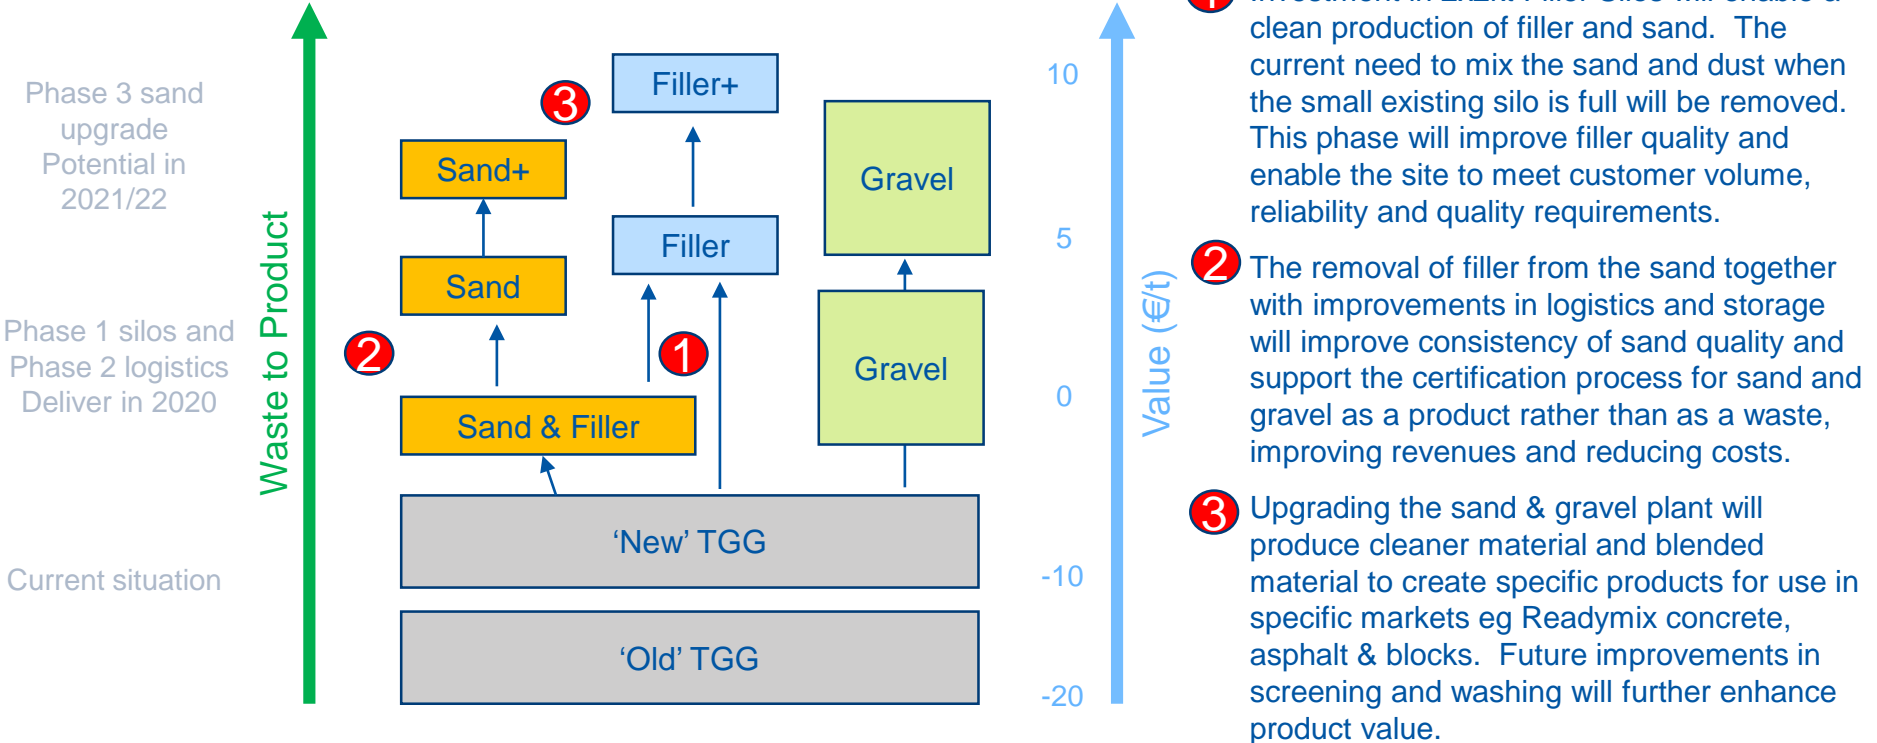 Phase 3 sand
upgrade
Potential in
2021/22
Phase 1 silos and
Phase 2 logistics
Deliver in 2020
Current situation
Waste to Product
3
Filler+
Sand+
Gravel
Filler
Sand
2
1
Gravel
Sand & Filler
‘New’ TGG
‘Old’ TGG
10
5
0
-10
-20
Value (€/t)
1
Investment in 2x2kt Filler Silos will enable a
clean production of filler and sand. The
current need to mix the sand and dust when
the small existing silo is full will be removed.
This phase will improve filler quality and
enable the site to meet customer volume,
reliability and quality requirements.
2
The removal of filler from the sand together
with improvements in logistics and storage
will improve consistency of sand quality and
support the certification process for sand and
gravel as a product rather than as a waste,
improving revenues and reducing costs.
3
Upgrading the sand & gravel plant will
produce cleaner material and blended
material to create specific products for use in
specific markets eg Readymix concrete,
asphalt & blocks. Future improvements in
screening and washing will further enhance
product value.